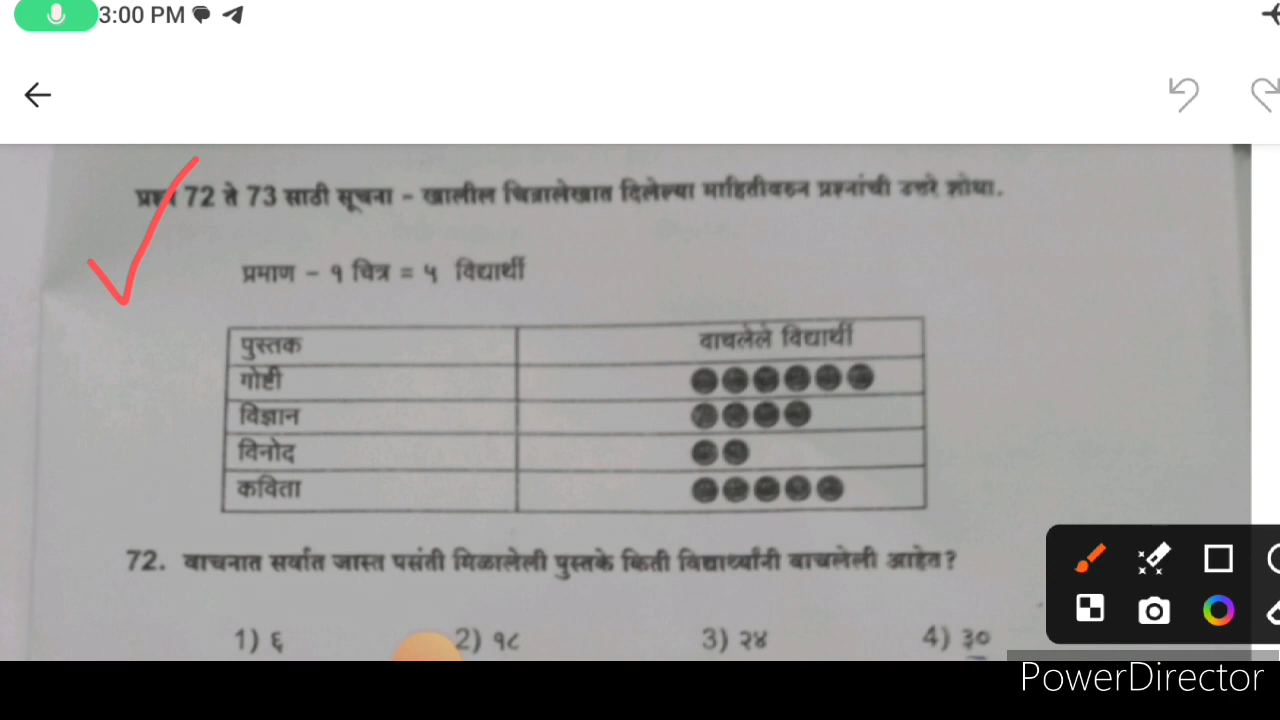 3:00 PM
प्रश्न 72 ते 73 साठी सूचना - खालील चित्रालेखात दिलेल्या माहितीवरुन प्रश्नांची उत्तरे शोधा.
प्रमाण - १ चित्र = ५ विद्यार्थी
पुस्तक वाचलेले विद्यार्थी
गोष्टी
विज्ञान
विनोद
कविता
72. वाचनात सर्वात जास्त पसंती मिळालेली पुस्तके किती विद्यार्थ्यांनी वाचलेली आहेत?
1) ६ 2) १८ 3) २४ 4) ३०
PowerDirector